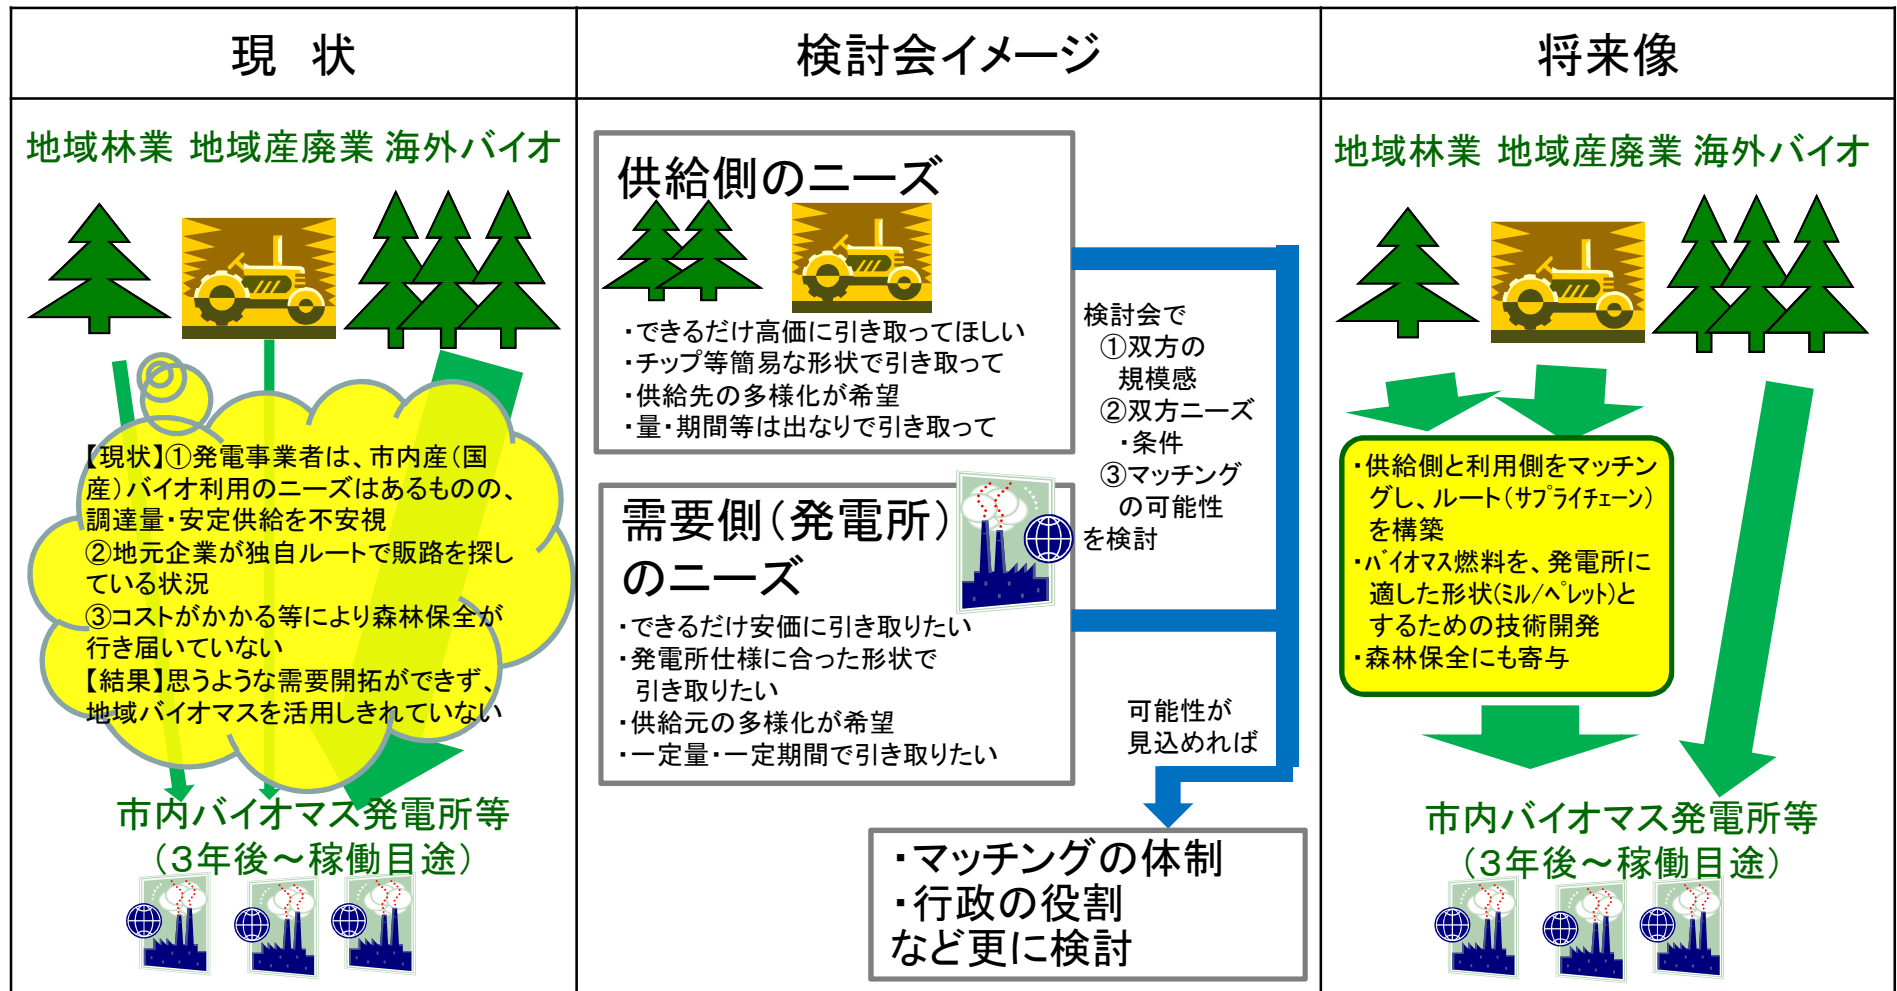 現　状
地域林業 地域産廃業 海外バイオ
【現状】①発電事業者は、市内産（国
産）バイオ利用のニーズはあるものの、
調達量・安定供給を不安視
②地元企業が独自ルートで販路を探し
ている状況
③コストがかかる等により森林保全が
行き届いていない
【結果】思うような需要開拓ができず、
地域バイオマスを活用しきれていない
市内バイオマス発電所等
（３年後～稼働目途）
検討会イメージ
供給側のニーズ
・できるだけ高価に引き取ってほしい
・チップ等簡易な形状で引き取って
・供給先の多様化が希望
・量・期間等は出なりで引き取って
需要側（発電所）
のニーズ
・できるだけ安価に引き取りたい
・発電所仕様に合った形状で
引き取りたい
・供給元の多様化が希望
・一定量・一定期間で引き取りたい
検討会で
①双方の
規模感
②双方ニーズ
・条件
③マッチング
の可能性
を検討
可能性が
見込めれば
・マッチングの体制
・行政の役割
など更に検討
将来像
地域林業 地域産廃業 海外バイオ
・供給側と利用側をマッチン
グし、ルート（サプライチェーン）
を構築
・バイオマス燃料を、発電所に
適した形状（ミル/ペレット）と
するための技術開発
・森林保全にも寄与
市内バイオマス発電所等
（３年後～稼働目途）